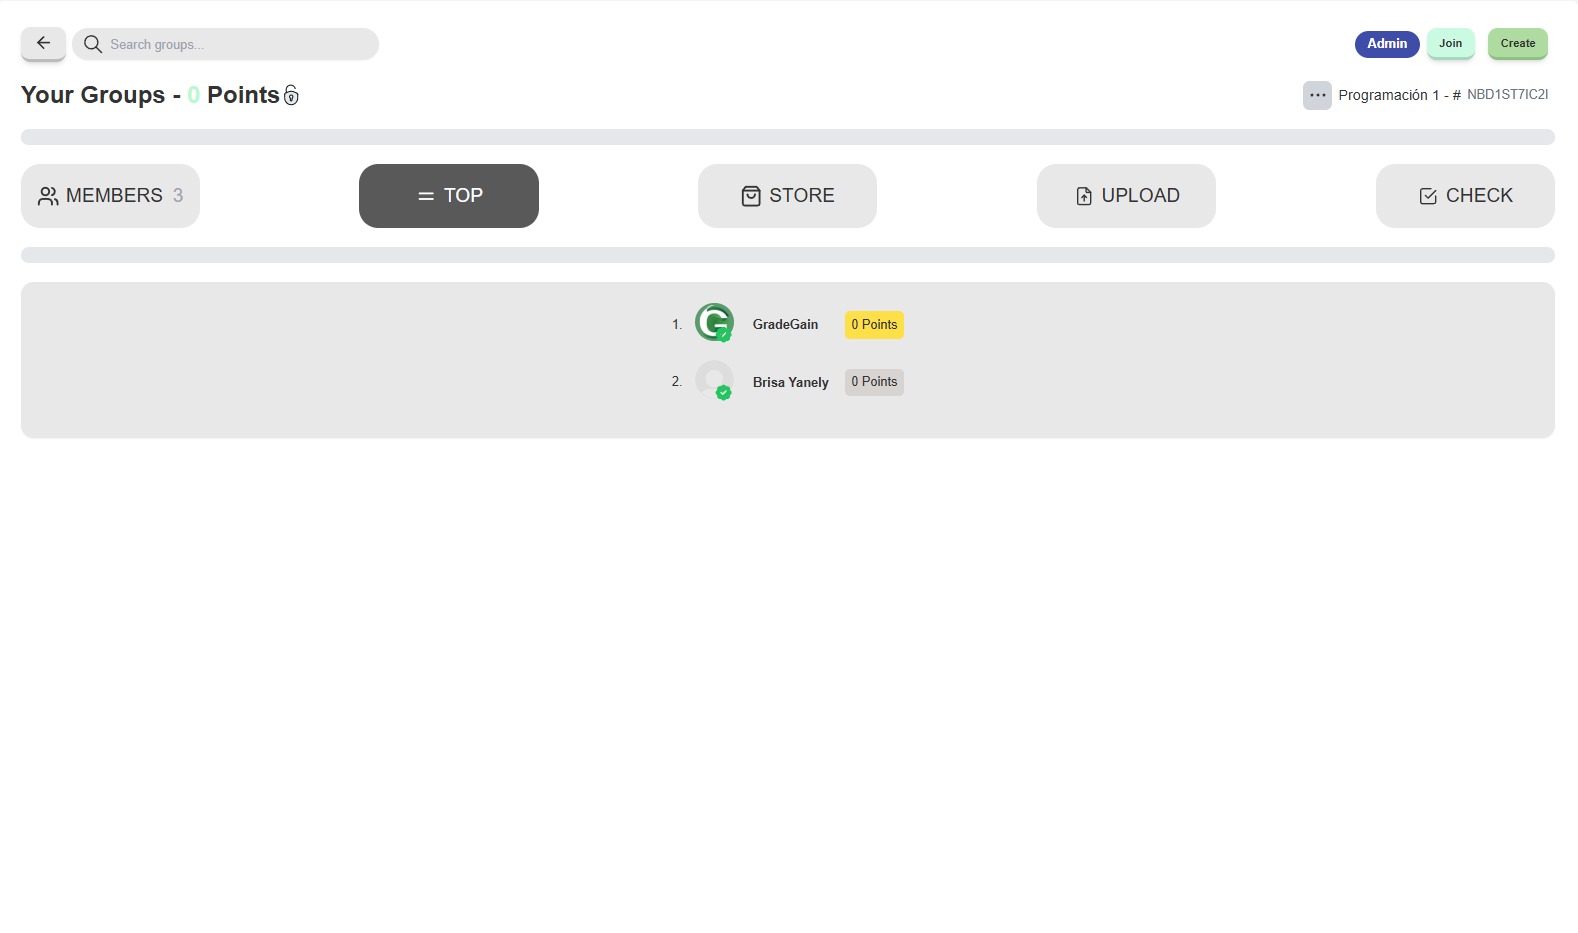 Search groups...
Admin
Join
Create
Your Groups - 0 Points
Programación 1 - # NBD1ST7IC2I
MEMBERS 3
TOP
STORE
UPLOAD
CHECK
1. GradeGain 0 Points
2. Brisa Yanely 0 Points